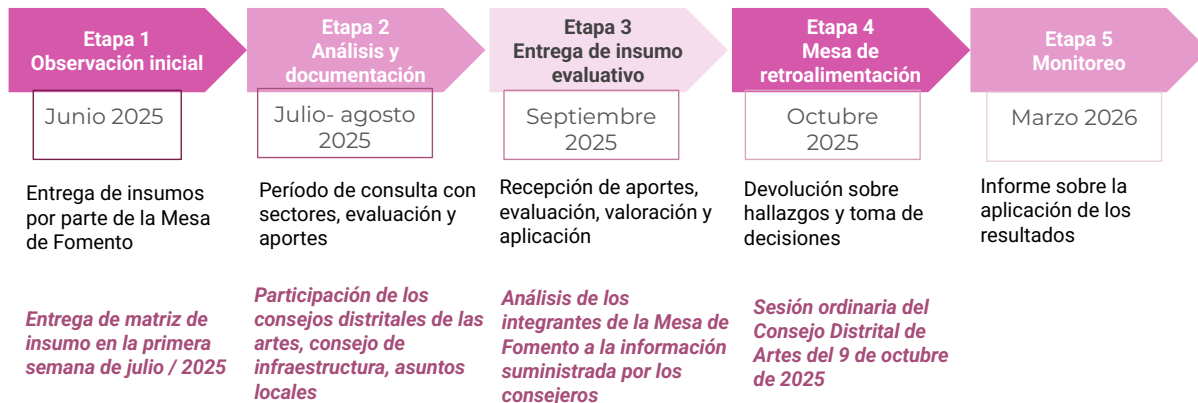 Etapa 1
Observación inicial
Junio 2025
Entrega de insumos
por parte de la Mesa
de Fomento
Entrega de matriz de
insumo en la primera
semana de julio / 2025
Etapa 2
Análisis y
documentación
Julio- agosto
2025
Período de consulta con
sectores, evaluación y
aportes
Participación de los
consejos distritales de las
artes, consejo de
infraestructura, asuntos
locales
Etapa 3
Entrega de insumo
evaluativo
Septiembre
2025
Recepción de aportes,
evaluación, valoración y
aplicación
Análisis de los
integrantes de la Mesa de
Fomento a la información
suministrada por los
consejeros
Etapa 4
Mesa de
retroalimentación
Octubre
2025
Devolución sobre
hallazgos y toma de
decisiones
Sesión ordinaria del
Consejo Distrital de
Artes del 9 de octubre
de 2025
Etapa 5
Monitoreo
Marzo 2026
Informe sobre la
aplicación de los
resultados